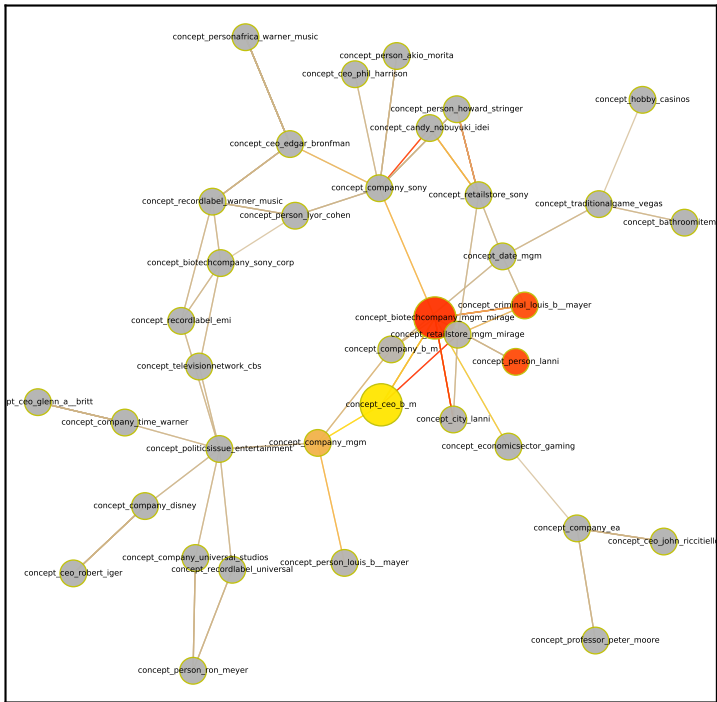 concept_personafrica_warner_music
concept_person_akio_morita
concept_ceo_phil_harrison
concept_hobby_casinos
concept_person_howard_stringer
concept_candy_nobuyuki_idei
concept_ceo_edgar_bronfman
concept_company_sony
concept_retailstore_sony
concept_recordlabel_warner_music
concept_traditionalgame_vegas
concept_person_lyor_cohen
concept_bathroomitem
concept_date_mgm
concept_biotechcompany_sony_corp
concept_criminal_louis_b__mayer
concept_biotechcompany_mgm_mirage
concept_recordlabel_emi
concept_retailstore_mgm_mirage
concept_company_b_m
concept_person_lanni
concept_televisionnetwork_cbs
pt_ceo_glenn_a__britt
concept_ceo_b_m
concept_company_time_warner
concept_city_lanni
concept_company_mgm
concept_politicsissue_entertainment
concept_economicsector_gaming
concept_company_disney
concept_company_ea
concept_ceo_john_riccitiell
concept_company_universal_studios
concept_person_louis_b__mayer
concept_recordlabel_universal
concept_ceo_robert_iger
concept_professor_peter_moore
concept_person_ron_meyer